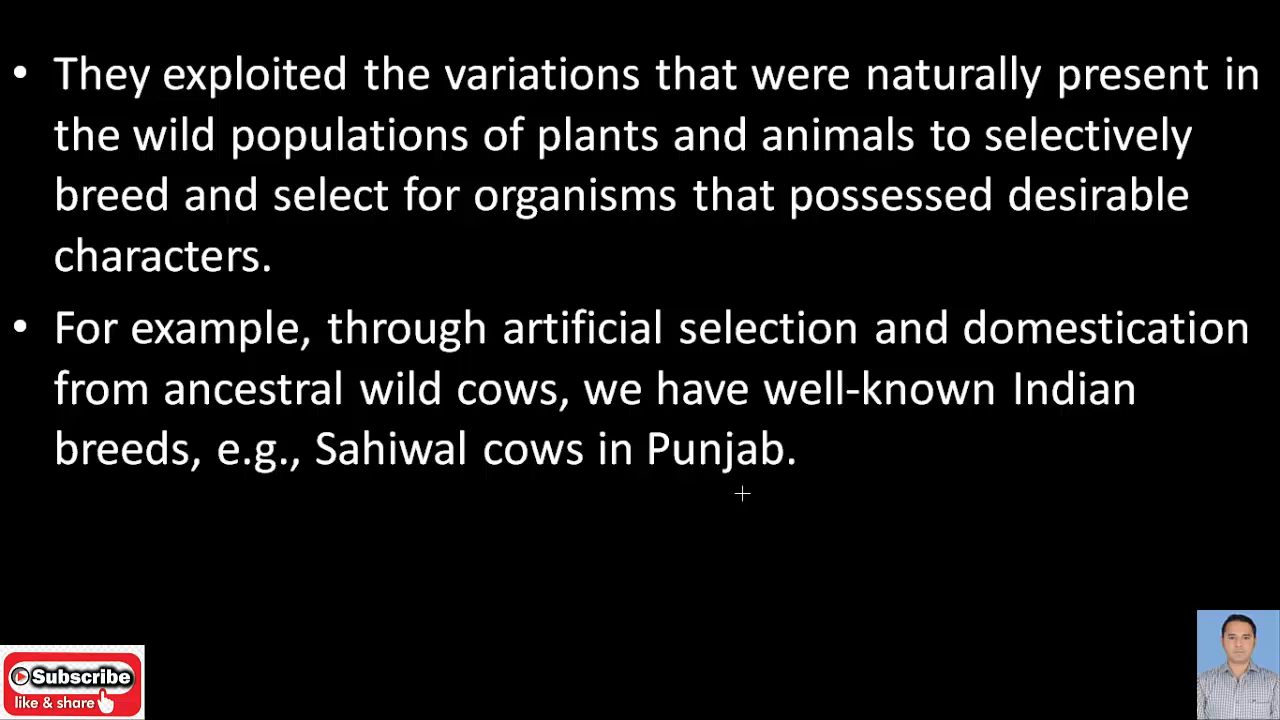 • They exploited the variations that were naturally present in
the wild populations of plants and animals to selectively
breed and select for organisms that possessed desirable
characters.
• For example, through artificial selection and domestication
from ancestral wild cows, we have well-known Indian
breeds, e.g., Sahiwal cows in Punjab.
Subscribe
like & share